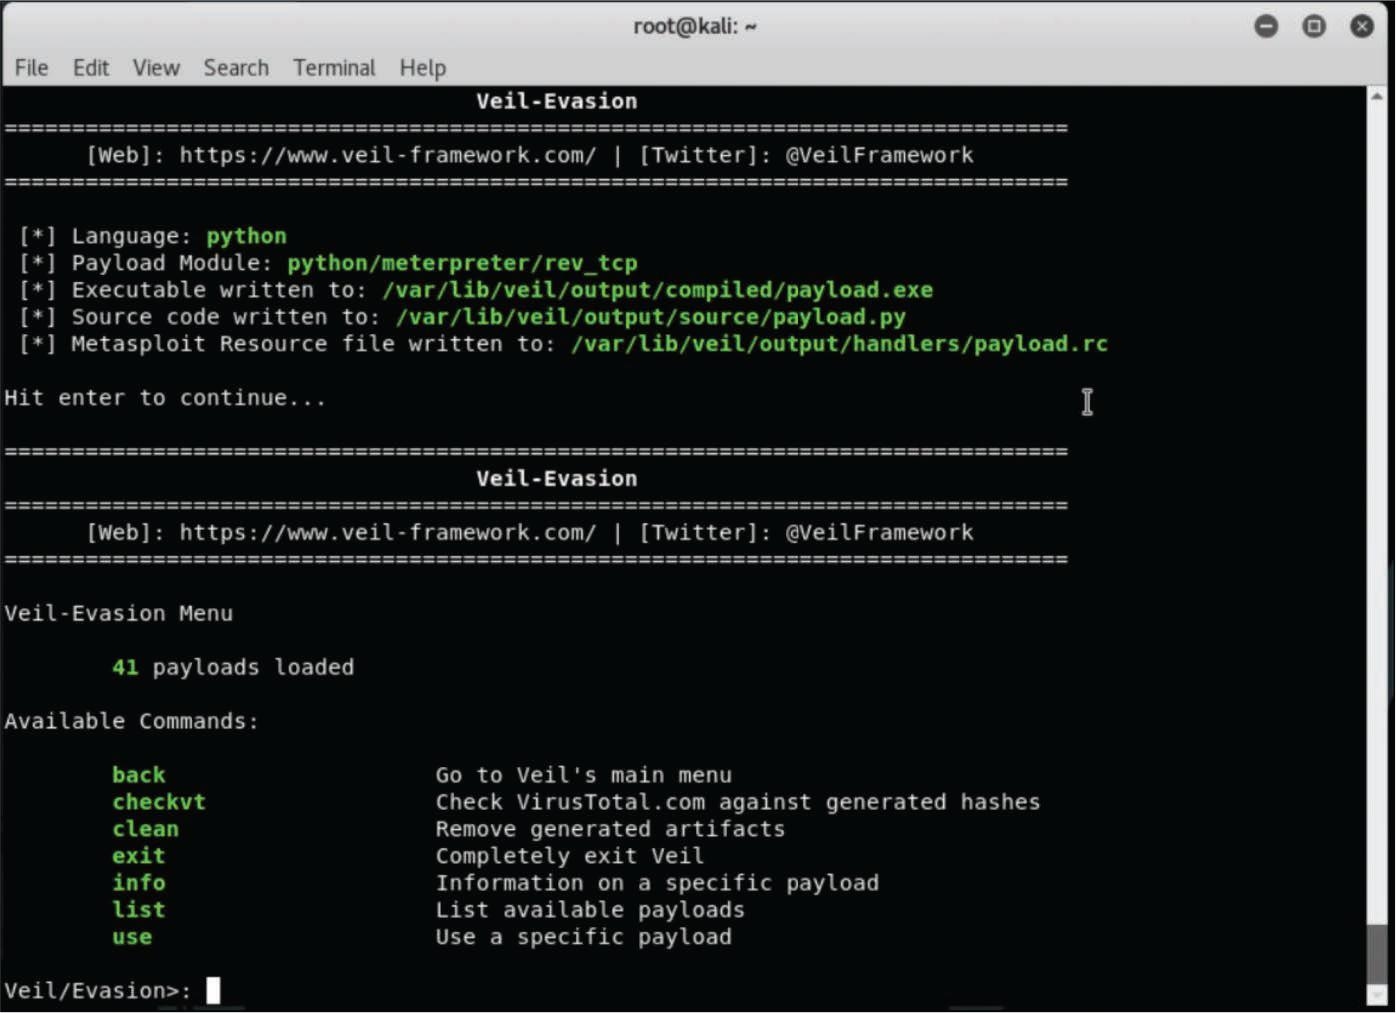 root@kali: ~
File Edit View Search Terminal Help
Veil-Evasion
===============================================================================
[Web]: https://www.veil-framework.com/ | [Twitter]: @VeilFramework
===============================================================================
[*] Language: python
[*] Payload Module: python/meterpreter/rev_tcp
[*] Executable written to: /var/lib/veil/output/compiled/payload.exe
[*] Source code written to: /var/lib/veil/output/source/payload.py
[*] Metasploit Resource file written to: /var/lib/veil/output/handlers/payload.rc
Hit enter to continue...
===============================================================================
Veil-Evasion
===============================================================================
[Web]: https://www.veil-framework.com/ | [Twitter]: @VeilFramework
===============================================================================
Veil-Evasion Menu
41 payloads loaded
Available Commands:
back Go to Veil's main menu
checkvt Check VirusTotal.com against generated hashes
clean Remove generated artifacts
exit Completely exit Veil
info Information on a specific payload
list List available payloads
use Use a specific payload
Veil/Evasion>: